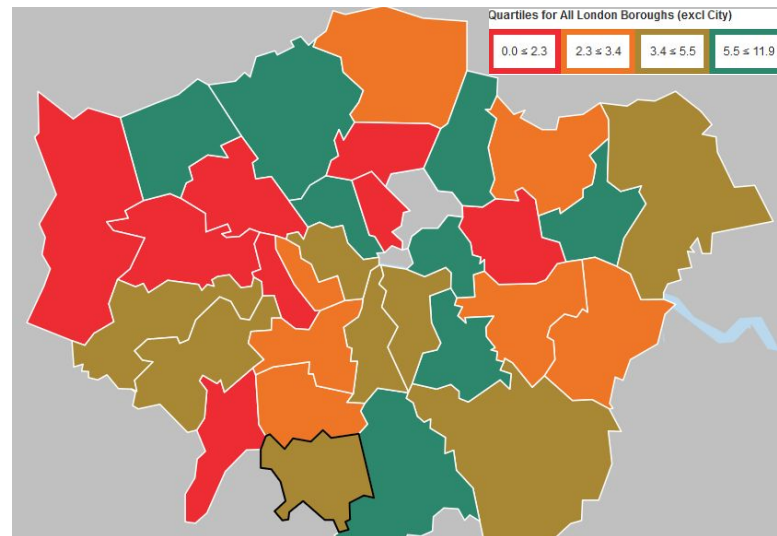 Quartiles for All London Boroughs (excl City)
0.0 ≤ 2.3
2.3 ≤ 3.4
3.4 ≤ 5.5
5.5 ≤ 11.9